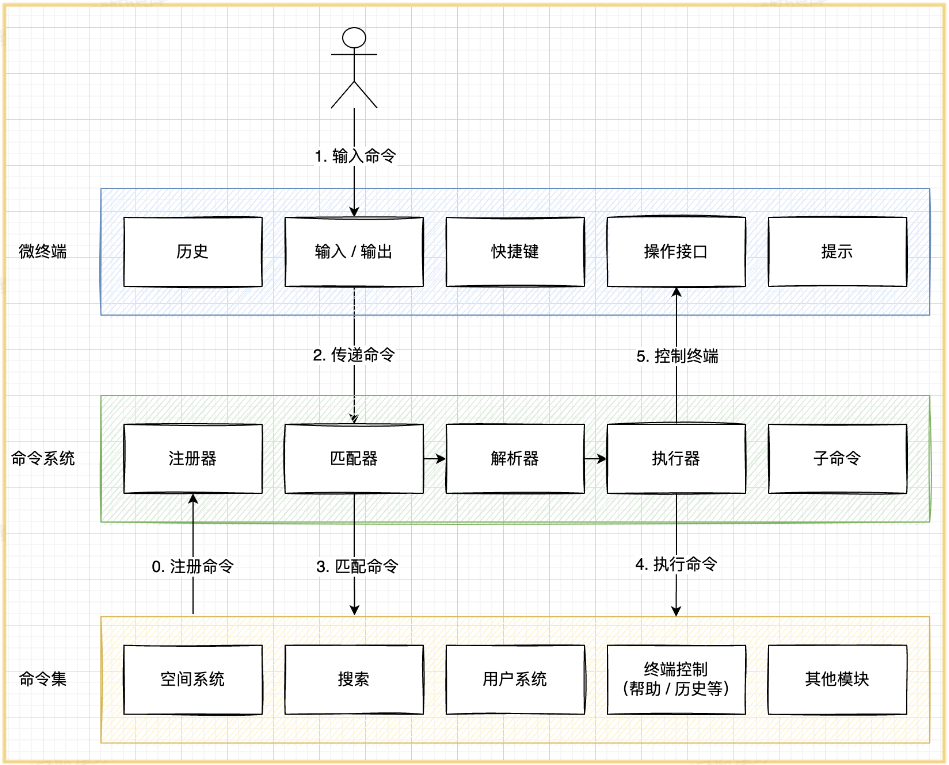 1. 输入命令
微终端
历史
输入 / 输出
快捷键
操作接口
提示
2. 传递命令
5. 控制终端
命令系统
注册器
匹配器
解析器
执行器
子命令
0. 注册命令
3. 匹配命令
4. 执行命令
命令集
空间系统
搜索
用户系统
终端控制
（帮助 / 历史等）
其他模块